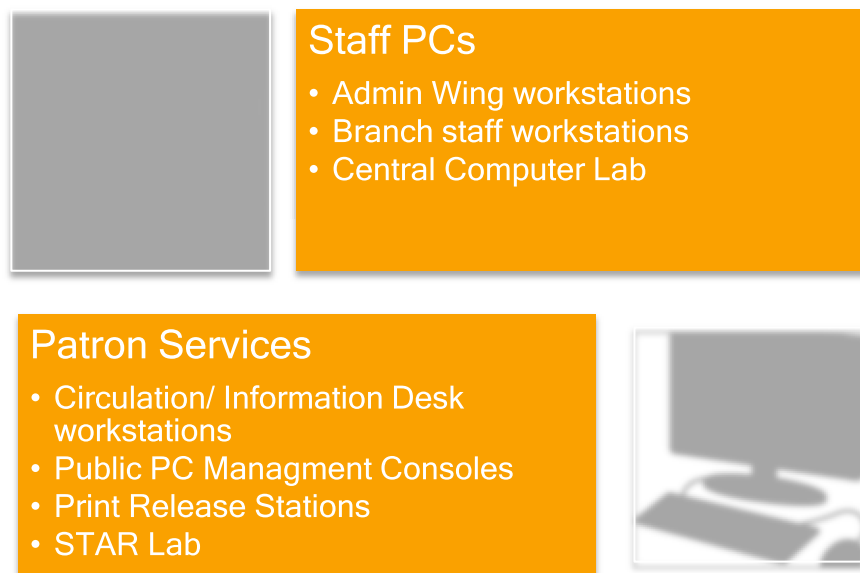 Staff PCs
• Admin Wing workstations
• Branch staff workstations
• Central Computer Lab
Patron Services
• Circulation/ Information Desk
workstations
• Public PC Managment Consoles
• Print Release Stations
• STAR Lab